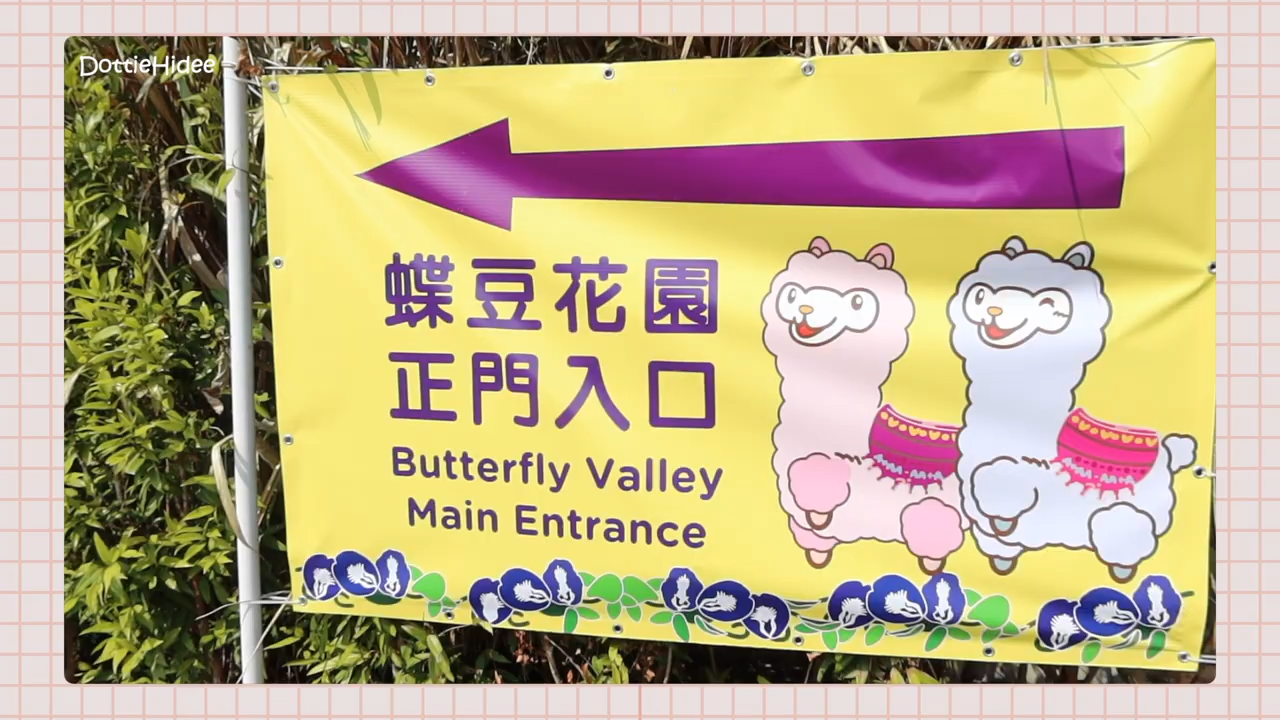 DottieHidee
蝶豆花園
正門入口
Butterfly Valley
Main Entrance